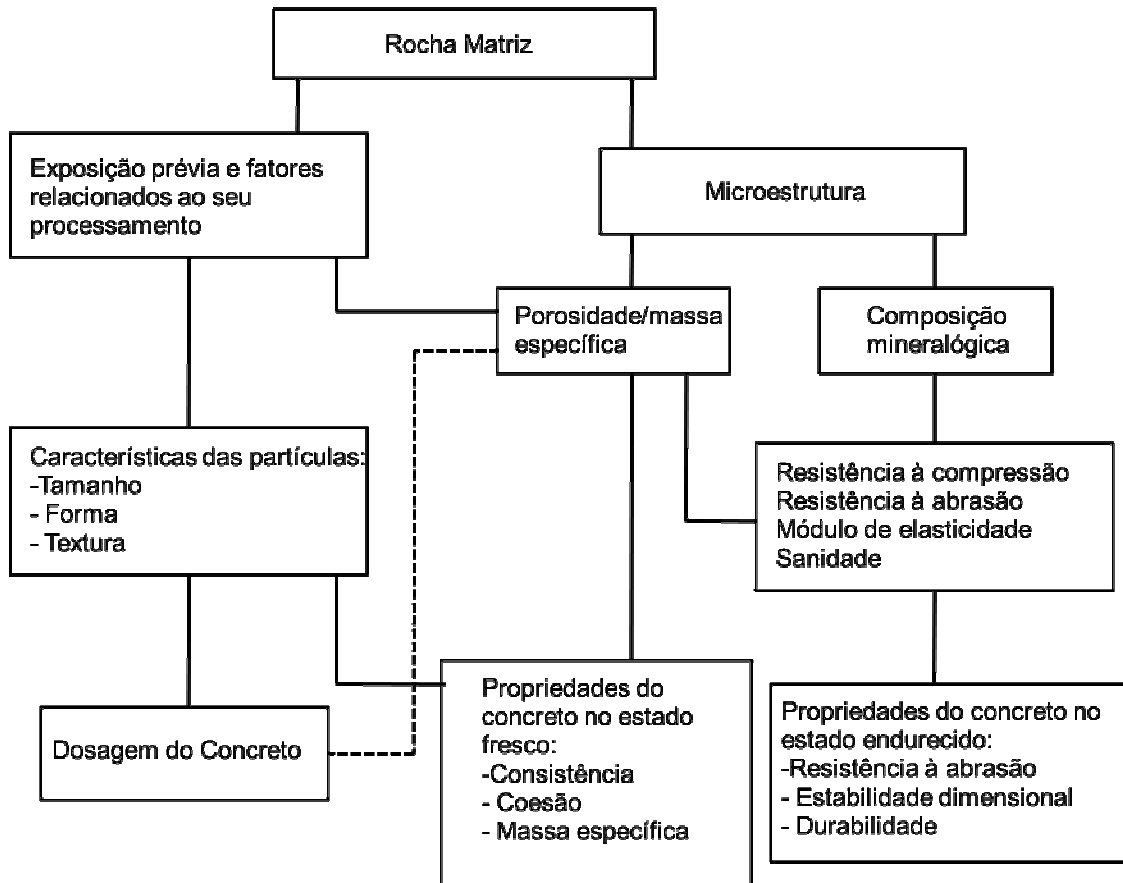 Rocha Matriz
Exposição prévia e fatores
relacionados ao seu
processamento
Microestrutura
Porosidade/massa
específica
Composição
mineralógica
Características das partículas:
-Tamanho
- Forma
- Textura
Resistência à compressão
Resistência à abrasão
Módulo de elasticidade
Sanidade
Dosagem do Concreto
Propriedades do
concreto no estado
fresco:
-Consistência
- Coesão
- Massa específica
Propriedades do concreto no
estado endurecido:
-Resistência à abrasão
- Estabilidade dimensional
- Durabilidade